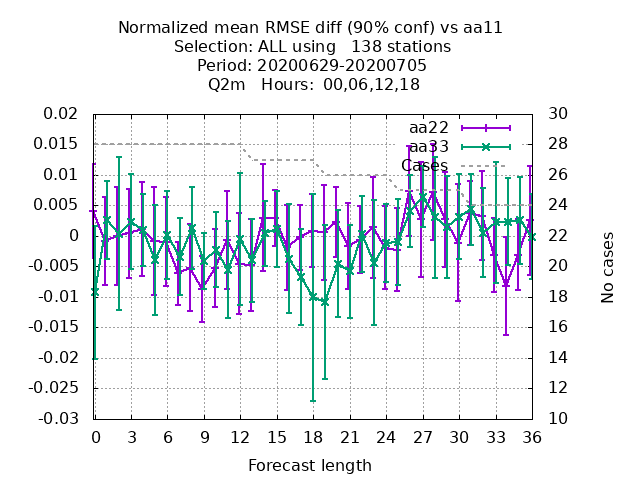 Normalized mean RMSE diff (90% conf) vs aa11
Selection: ALL using   138 stations
Period: 20200629-20200705
Q2m   Hours:  00,06,12,18
0.02
0.015
0.01
0.005
0
-0.005
-0.01
-0.015
-0.02
-0.025
-0.03
30
28
26
24
22
20
18
16
14
12
10
aa22
aa33
Cases
No cases
0 3 6 9 12 15 18 21 24 27 30 33 36
Forecast length